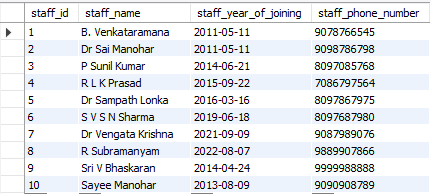 staff_id staff_name staff_year_of_joining staff_phone_number
1 B. Venkataramana 2011-05-11 9078766545
2 Dr Sai Manohar 2011-05-11 9098786798
3 P Sunil Kumar 2014-06-21 8097085768
4 R L K Prasad 2015-09-22 7086797564
5 Dr Sampath Lonka 2016-03-16 8097867975
6 S V S N Sharma 2019-06-18 8097687980
7 Dr Vengata Krishna 2021-09-09 9087989076
8 R Subramanyam 2022-08-07 9889907866
9 Sri V Bhaskaran 2014-04-24 9999988888
10 Sayee Manohar 2013-08-09 9090908789